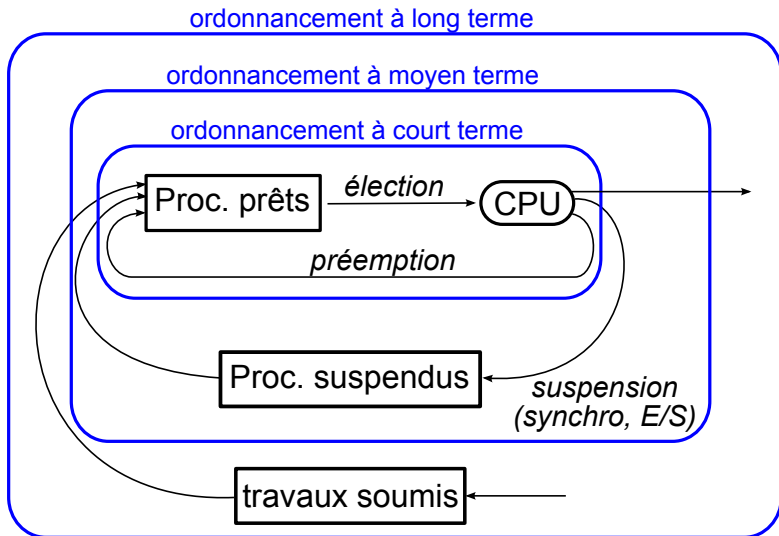 ordonnancement à long terme
ordonnancement à moyen terme
ordonnancement à court terme
Proc. prêts
élection
CPU
préemption
Proc. suspendus
suspension
(synchro, E/S)
travaux soumis